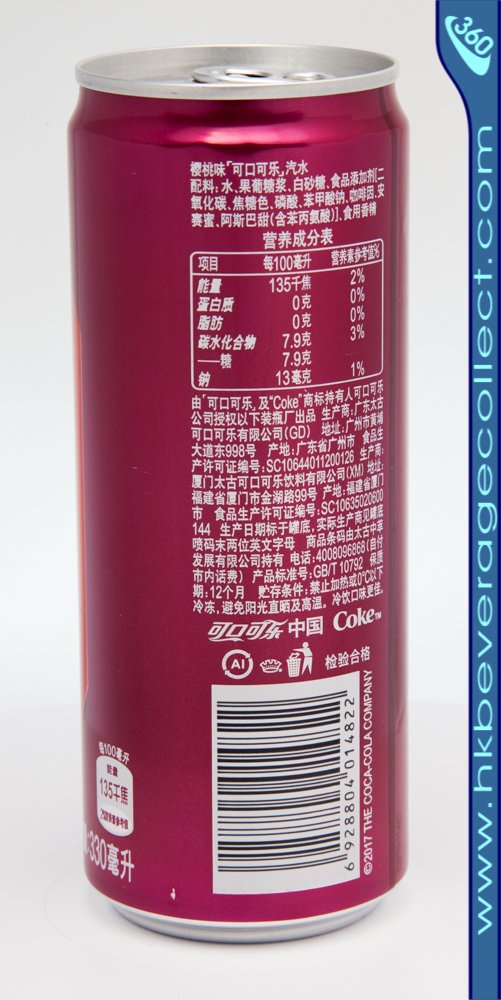 樱桃味「可口可乐」汽水
配料:水、果葡糖浆、白砂糖、食品添加剂[二
氧化碳、焦糖色、磷酸、苯甲酸钠、咖啡因、安
赛蜜、阿斯巴甜(含苯丙氨酸)]、食用香精
营养成分表
项目 每100毫升 营养素参考值%
能量 135千焦 2%
蛋白质 0克 0%
脂肪 0克 0%
碳水化合物 7.9克 3%
——糖 7.9克
钠 13毫克 1%
由「可口可乐」及“Coke”商标持有人可口可乐
公司授权以下装瓶厂出品 生产商:广东太古
可口可乐有限公司(GD) 地址:广州市黄埔
大道东998号 产地:广东省广州市 食品生
产许可证编号:SC10644011200126 生产商:
厦门太古可口可乐饮料有限公司(XM) 地址:
福建省厦门市金湖路99号 产地:福建省厦门
市 食品生产许可证编号:SC10635020600
144 生产日期标于罐底,实际生产商见罐底
喷码末两位英文字母 商品条码由太古中萃
发展有限公司持有 电话:4008096868(自付
市内话费) 产品标准号:GB/T 10792 保质
期:12个月 贮存条件:禁止加热或0°C以下
冷冻,避免阳光直晒及高温。冷饮口味更佳。
可口可乐 中国 Coke™
Al 检验合格
6 928804 014822
©2017 THE COCA-COLA COMPANY
每100毫升
能量
135千焦
2%营养素参考值
330毫升
360
www.hkbeveragecollect.com